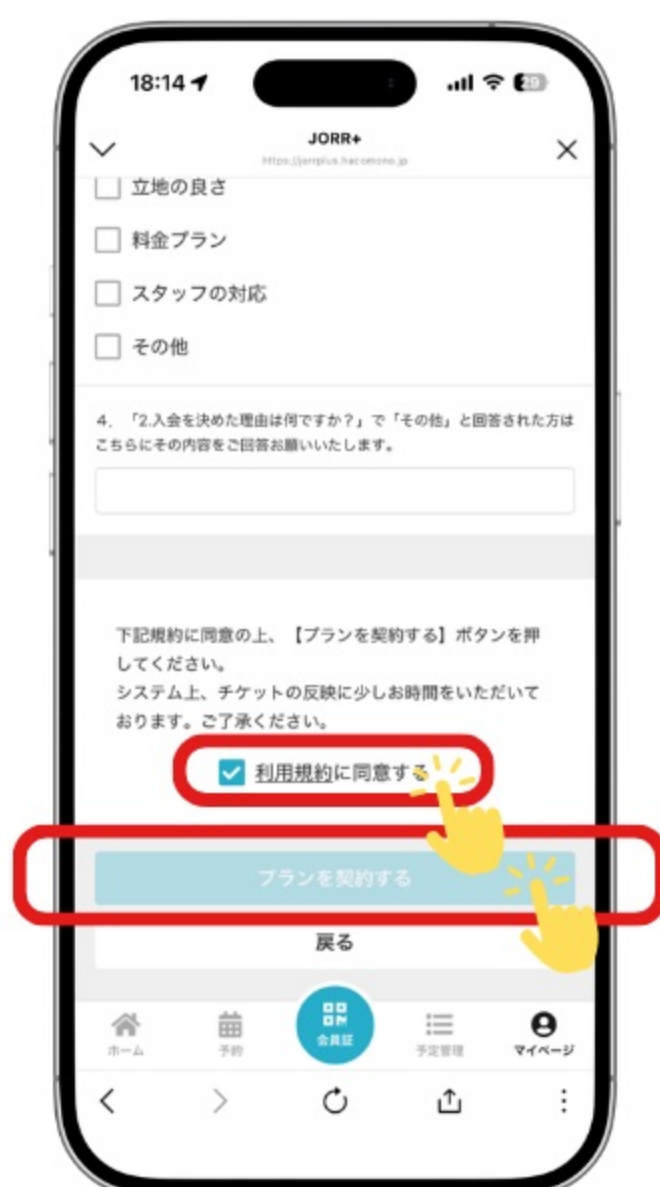 18:14
29
JORR+
https://jorrplus.hacomono.jp
立地の良さ
料金プラン
スタッフの対応
その他
4. 「2.入会を決めた理由は何ですか？」で「その他」と回答された方は
こちらにその内容をご回答お願いいたします。
下記規約に同意の上、【プランを契約する】ボタンを押
してください。
システム上、チケットの反映に少しお時間をいただいて
おります。ご了承ください。
利用規約に同意する
プランを契約する
戻る
ホーム
予約
会員証
予定管理
マイページ